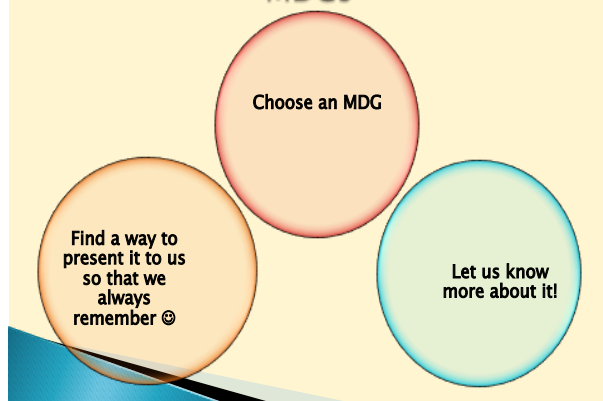 Choose an MDG
Find a way to
present it to us
so that we
always
remember ☺
Let us know
more about it!